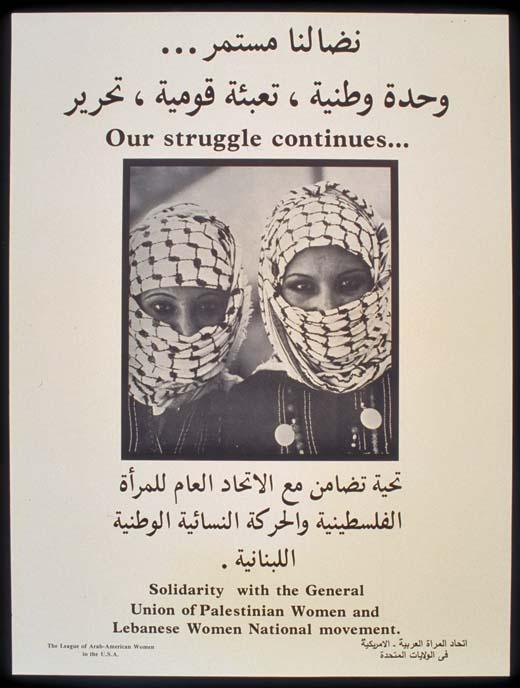 نضالنا مستمر...
وحدة وطنية ، تعبئة قومية ، تحرير
Our struggle continues...
تحية تضامن مع الاتحاد العام للمرأة
الفلسطينية والحركة النسائية الوطنية
اللبنانية .
Solidarity with the General
Union of Palestinian Women and
Lebanese Women National movement.
The League of Arab-American Women
in the U.S.A.
اتحاد المراة العربية - الامريكية
فى الولايات المتحدة